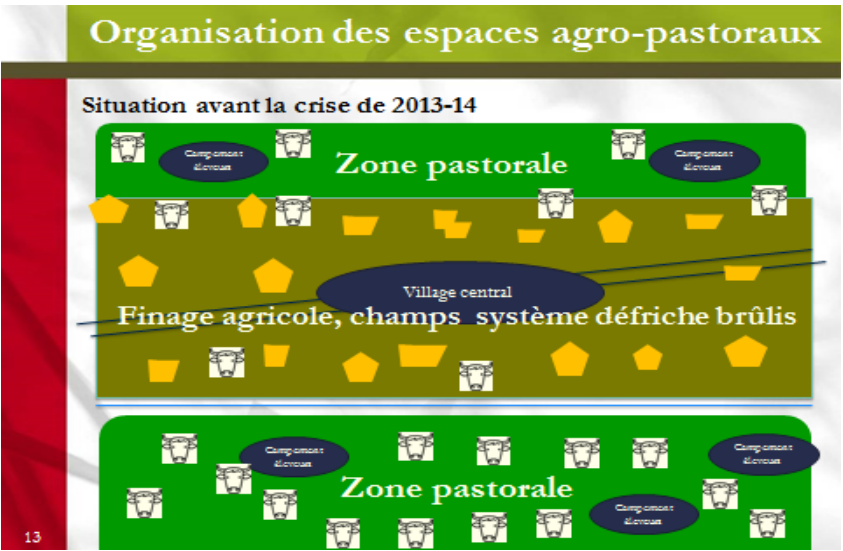 Organisation des espaces agro-pastoraux
Situation avant la crise de 2013-14
Campement
éleveurs
Zone pastorale
Campement
éleveurs
Village central
Finage agricole, champs système défriche brûlis
Campement
éleveurs
Campement
éleveurs
Zone pastorale
Campement
éleveurs
13